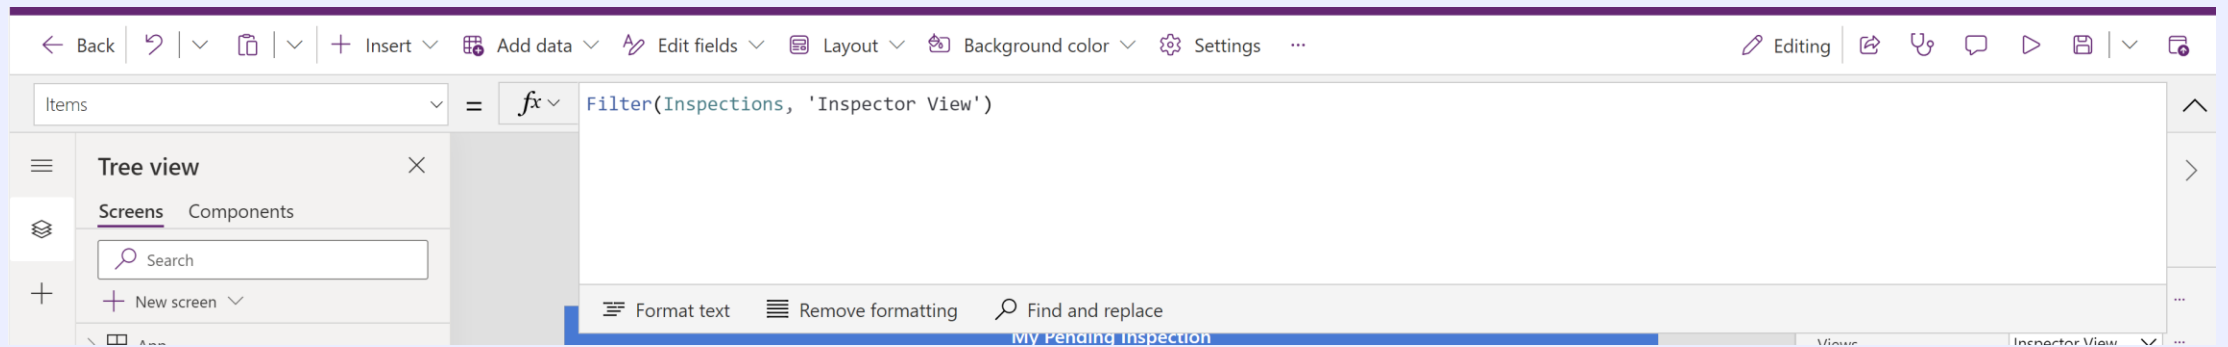 Back Insert Add data Edit fields Layout Background color Settings ... Editing
Items = fx Filter(Inspections, 'Inspector View')
Tree view
Screens Components
Search
New screen
Format text Remove formatting Find and replace
App
My Pending Inspection
Views Inspector View